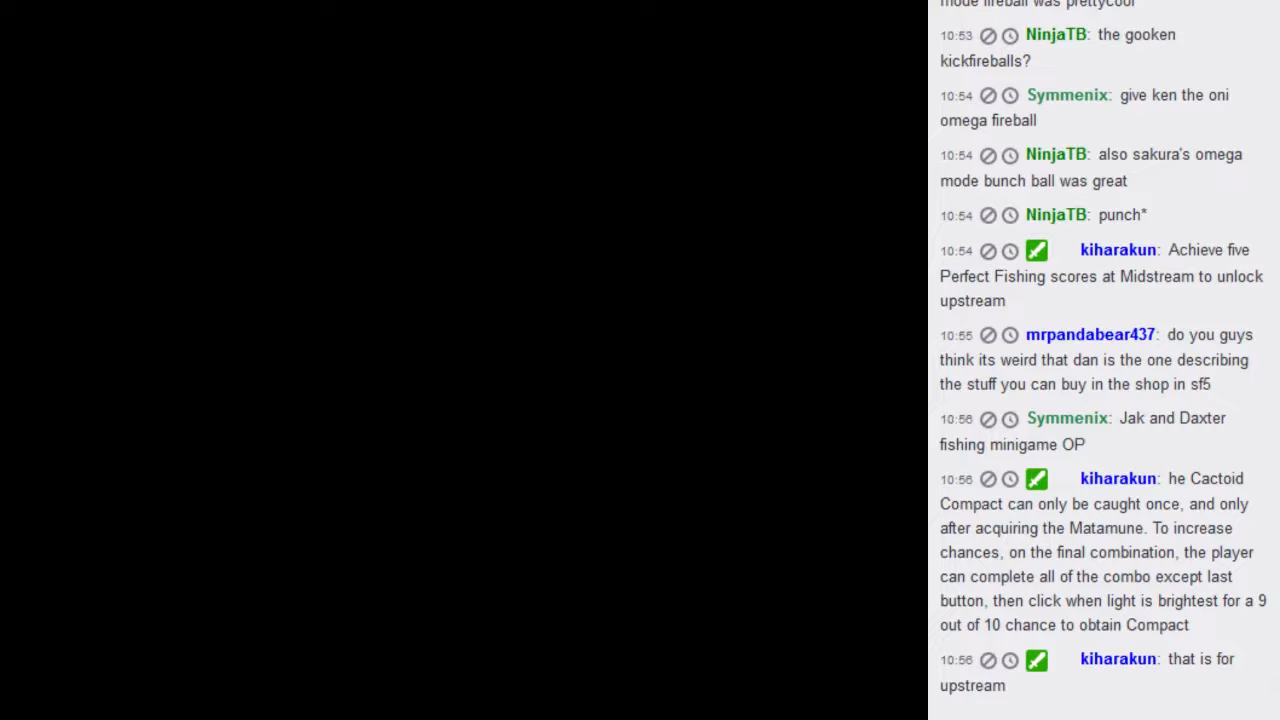 mode fireball was prettycool
10:53 NinjaTB: the gooken
kickfireballs?
10:54 Symmenix: give ken the oni
omega fireball
10:54 NinjaTB: also sakura's omega
mode bunch ball was great
10:54 NinjaTB: punch*
10:54 kiharakun: Achieve five
Perfect Fishing scores at Midstream to unlock
upstream
10:55 mrpandabear437: do you guys
think its weird that dan is the one describing
the stuff you can buy in the shop in sf5
10:56 Symmenix: Jak and Daxter
fishing minigame OP
10:56 kiharakun: he Cactoid
Compact can only be caught once, and only
after acquiring the Matamune. To increase
chances, on the final combination, the player
can complete all of the combo except last
button, then click when light is brightest for a 9
out of 10 chance to obtain Compact
10:56 kiharakun: that is for
upstream